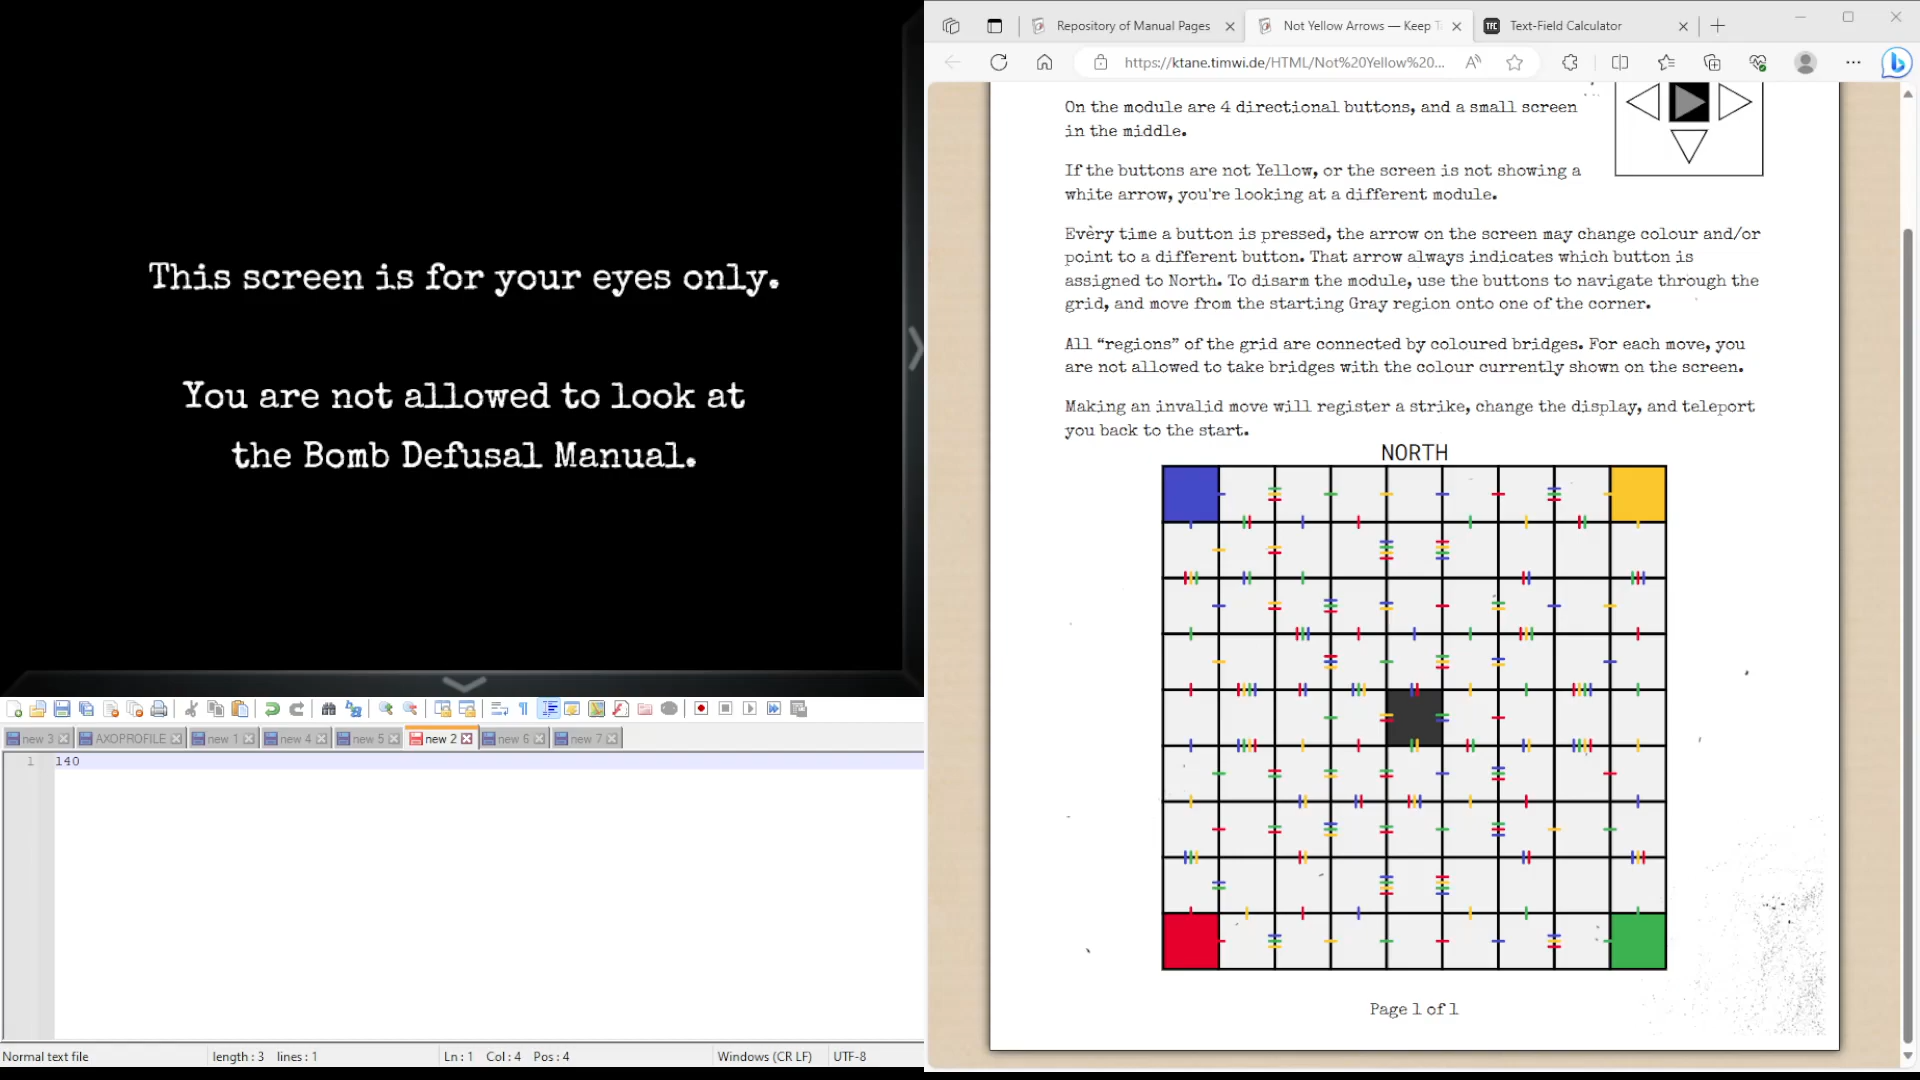 This screen is for your eyes only.
You are not allowed to look at
the Bomb Defusal Manual.
new 3
AXOPROFILE
new 1
new 4
new 5
new 2
new 6
new 7
1
140
Normal text file
length : 3 lines : 1
Ln : 1 Col : 4 Pos : 4
Windows (CR LF)
UTF-8
Repository of Manual Pages
Not Yellow Arrows — Keep T
TFC
Text-Field Calculator
https://ktane.timwi.de/HTML/Not%20Yellow%20...
On the module are 4 directional buttons, and a small screen
in the middle.
If the buttons are not Yellow, or the screen is not showing a
white arrow, you're looking at a different module.
Every time a button is pressed, the arrow on the screen may change colour and/or
point to a different button. That arrow always indicates which button is
assigned to North. To disarm the module, use the buttons to navigate through the
grid, and move from the starting Gray region onto one of the corner.
All “regions” of the grid are connected by coloured bridges. For each move, you
are not allowed to take bridges with the colour currently shown on the screen.
Making an invalid move will register a strike, change the display, and teleport
you back to the start.
NORTH
Page 1 of 1